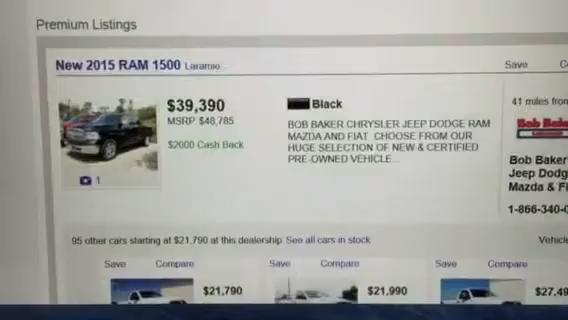 Premium Listings
New 2015 RAM 1500 Laramie
Save
$39,390
MSRP $48,785
$2000 Cash Back
1
Black
BOB BAKER CHRYSLER JEEP DODGE RAM
MAZDA AND FIAT CHOOSE FROM OUR
HUGE SELECTION OF NEW & CERTIFIED
PRE-OWNED VEHICLE...
41 miles from
Bob Baker
Bob Baker
Jeep Dodg
Mazda & Fi
1-866-340-0
95 other cars starting at $21,790 at this dealership See all cars in stock
Vehicle
Save Compare
$21,790
Save Compare
$21,990
Save Compare
$27,49